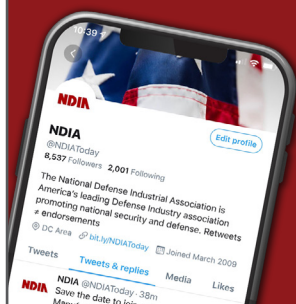 10:39
NDIA
NDIA
Edit profile
@NDIAToday
8,537 Followers 2,001 Following
The National Defense Industrial Association is
America's leading Defense Industry association
promoting national security and defense. Retweets
≠ endorsements
DC Area bit.ly/NDIAToday Joined March 2009
Tweets Tweets & replies Media Likes
NDIA
NDIA @NDIAToday · 38m
Save the date to join